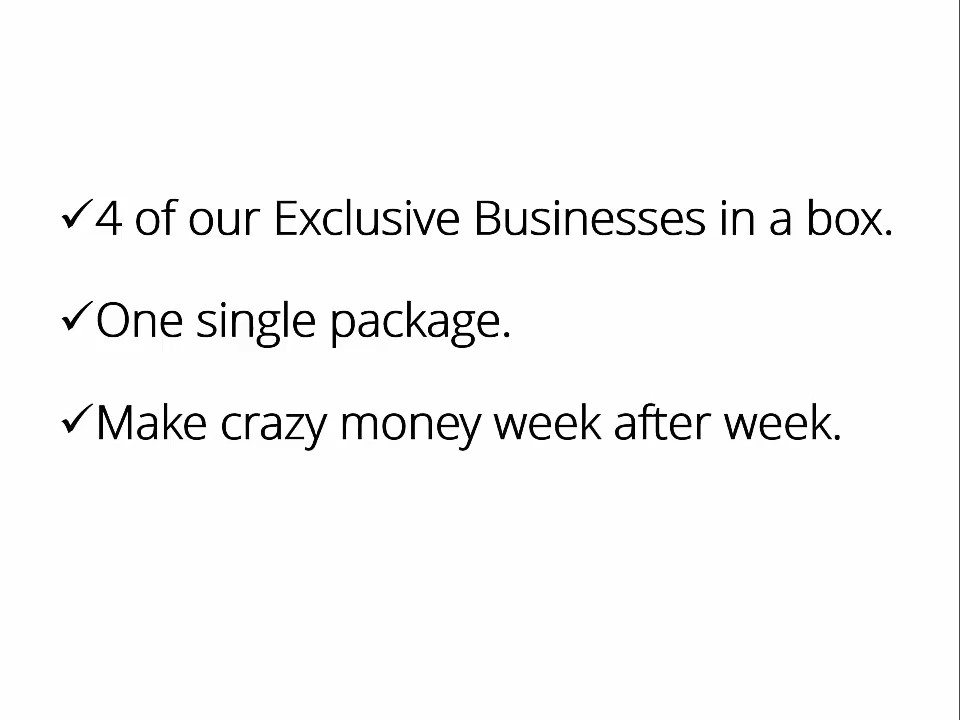 ✓4 of our Exclusive Businesses in a box.
✓One single package.
✓Make crazy money week after week.